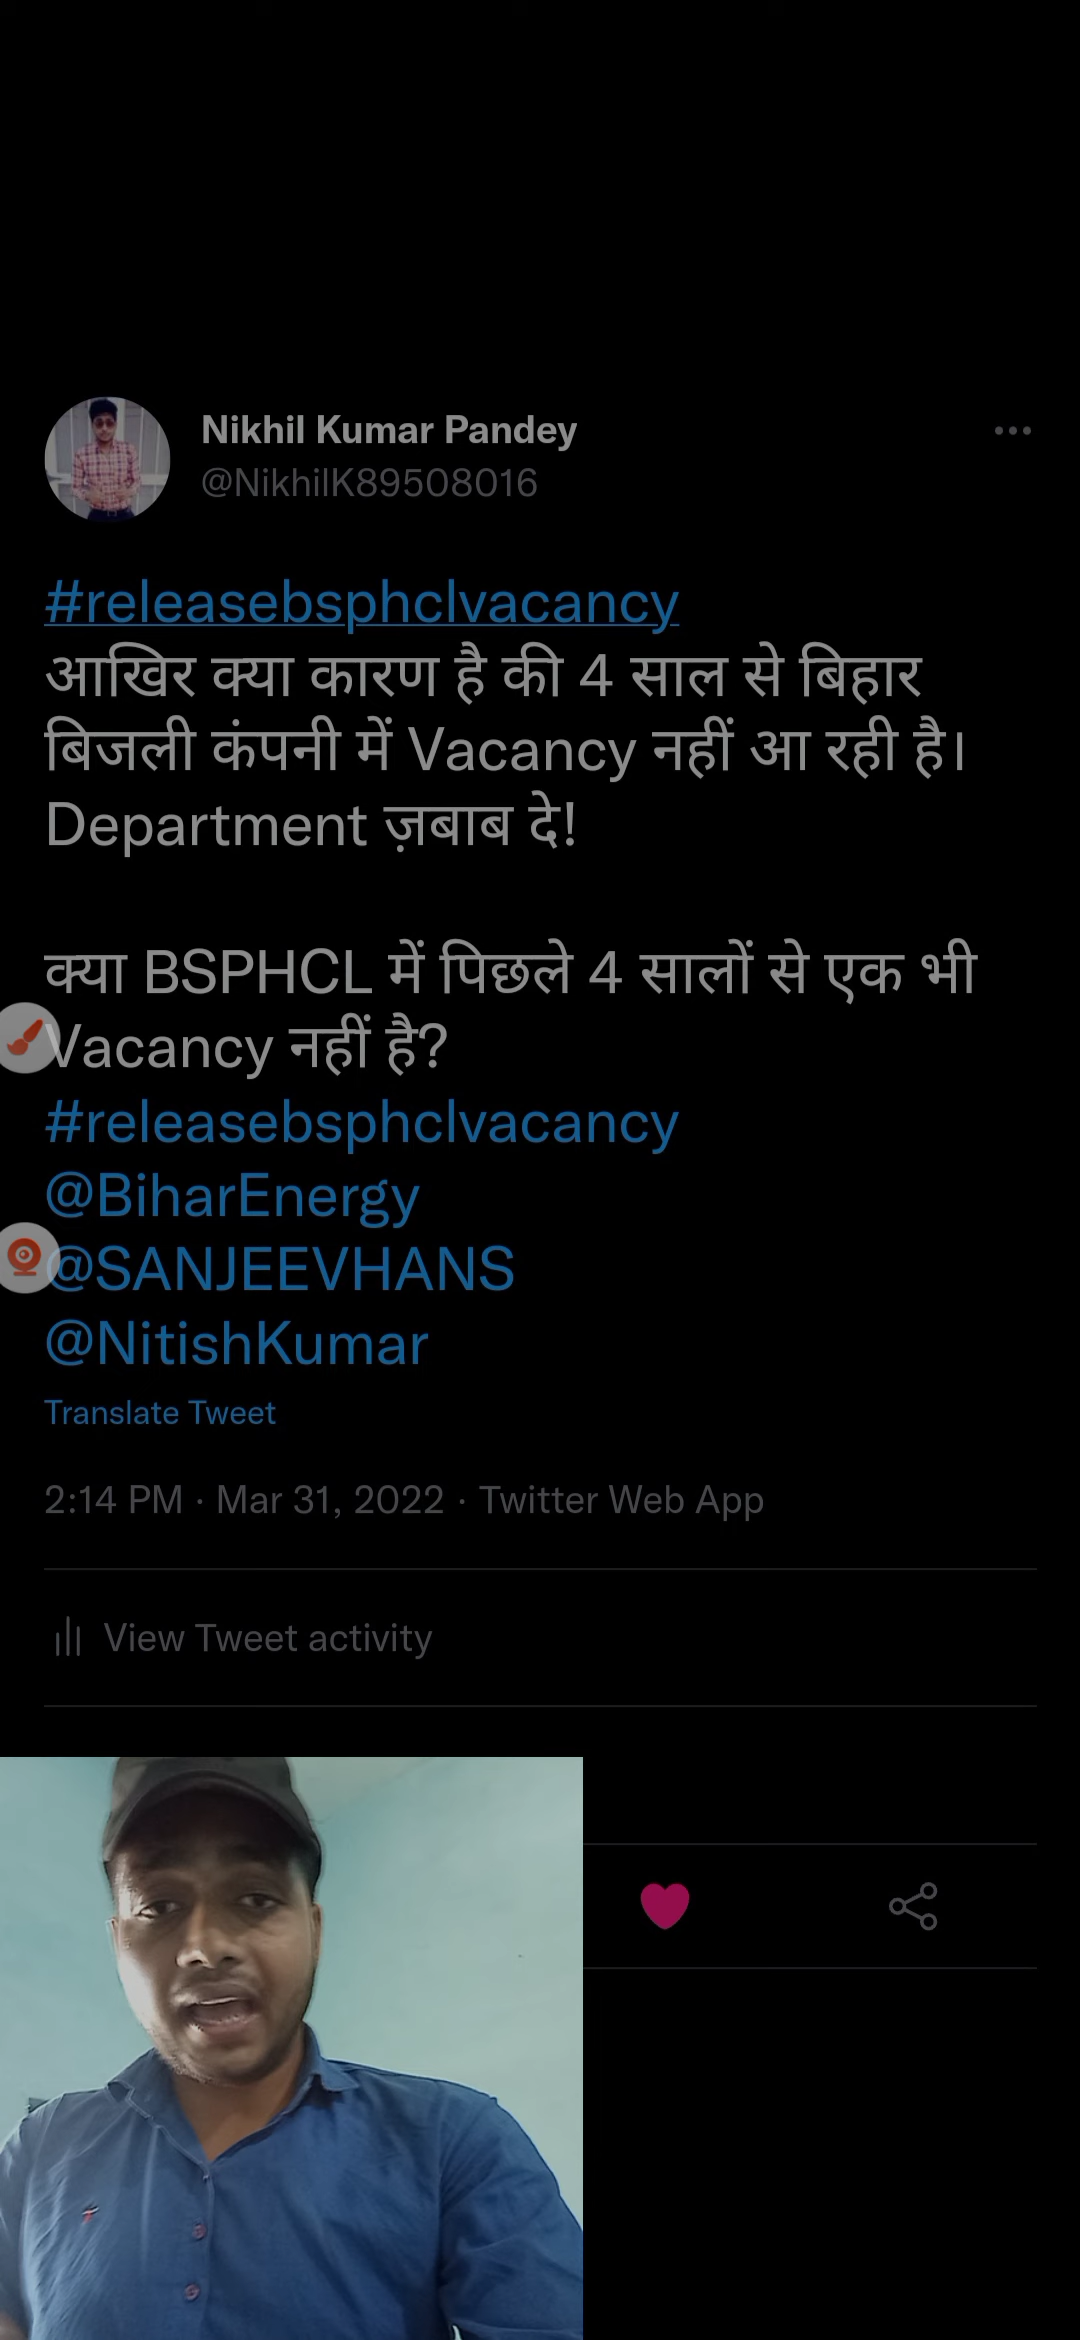 Nikhil Kumar Pandey
@NikhilK89508016
#releasebsphclvacancy
आखिर क्या कारण है की 4 साल से बिहार
बिजली कंपनी में Vacancy नहीं आ रही है।
Department ज़बाब दे!
क्या BSPHCL में पिछले 4 सालों से एक भी
Vacancy नहीं है?
#releasebsphclvacancy
@BiharEnergy
@SANJEEVHANS
@NitishKumar
Translate Tweet
2:14 PM · Mar 31, 2022 · Twitter Web App
View Tweet activity